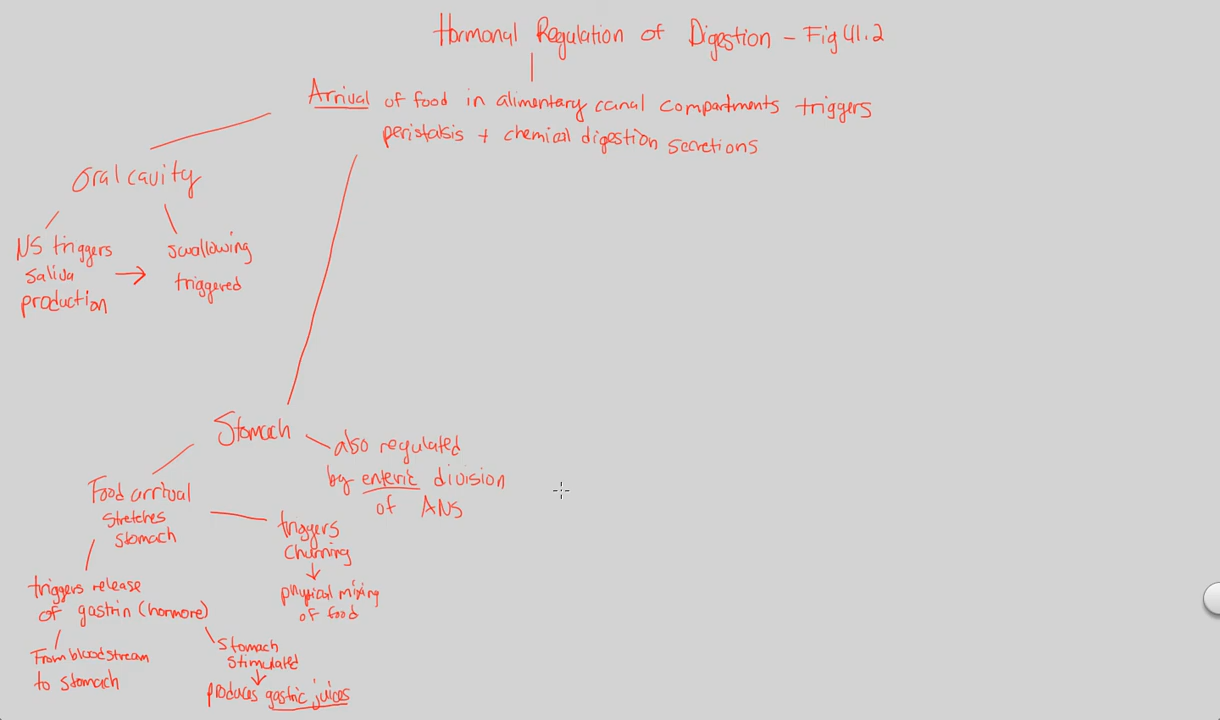 Hormonal Regulation of Digestion - Fig 41.2
Arrival of food in alimentary canal compartments triggers
peristalsis + chemical digestion secretions
Oral cavity
NS triggers
saliva
production
→
swallowing
triggered
Stomach
also regulated
by enteric division
of ANS
Food arrival
stretches
stomach
triggers
churning
↓
physical mixing
of food
triggers release
of gastrin (hormone)
From bloodstream
to stomach
stomach
stimulated
↓
produces gastric juices